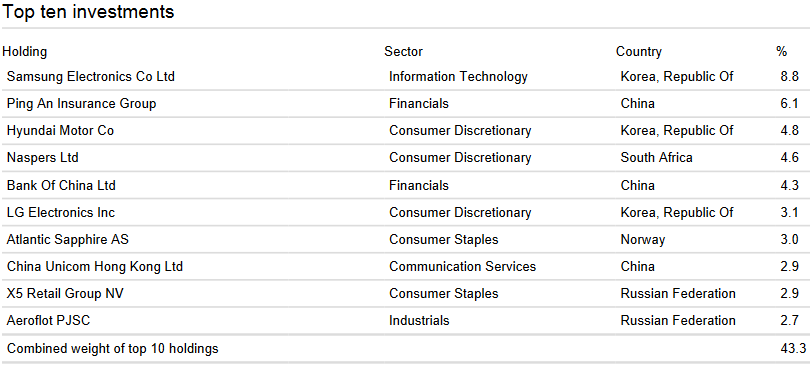 Top ten investments
Holding Sector Country %
Samsung Electronics Co Ltd Information Technology Korea, Republic Of 8.8
Ping An Insurance Group Financials China 6.1
Hyundai Motor Co Consumer Discretionary Korea, Republic Of 4.8
Naspers Ltd Consumer Discretionary South Africa 4.6
Bank Of China Ltd Financials China 4.3
LG Electronics Inc Consumer Discretionary Korea, Republic Of 3.1
Atlantic Sapphire AS Consumer Staples Norway 3.0
China Unicom Hong Kong Ltd Communication Services China 2.9
X5 Retail Group NV Consumer Staples Russian Federation 2.9
Aeroflot PJSC Industrials Russian Federation 2.7
Combined weight of top 10 holdings 43.3